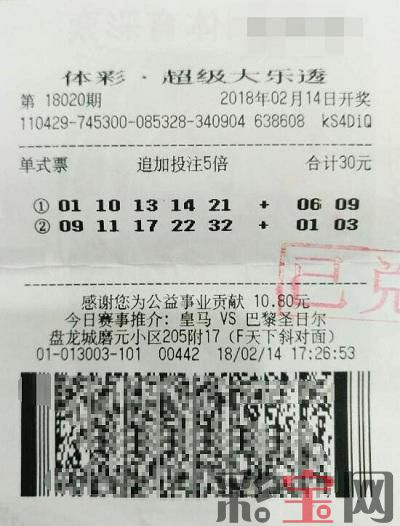 体彩·超级大乐透
第 18020期 2018年02月14日开奖
110429-745300-085328-340904 638608 kS4DiQ
单式票 追加投注5倍 合计30元
① 01 10 13 14 21 + 06 09
② 09 11 17 22 32 + 01 03
已兑
感谢您为公益事业贡献 10.80元
今日赛事推介: 皇马 VS 巴黎圣日尔
盘龙城磨元小区205附17（F天下斜对面）
01-013003-101 00442 18/02/14 17:26:53
彩宝网